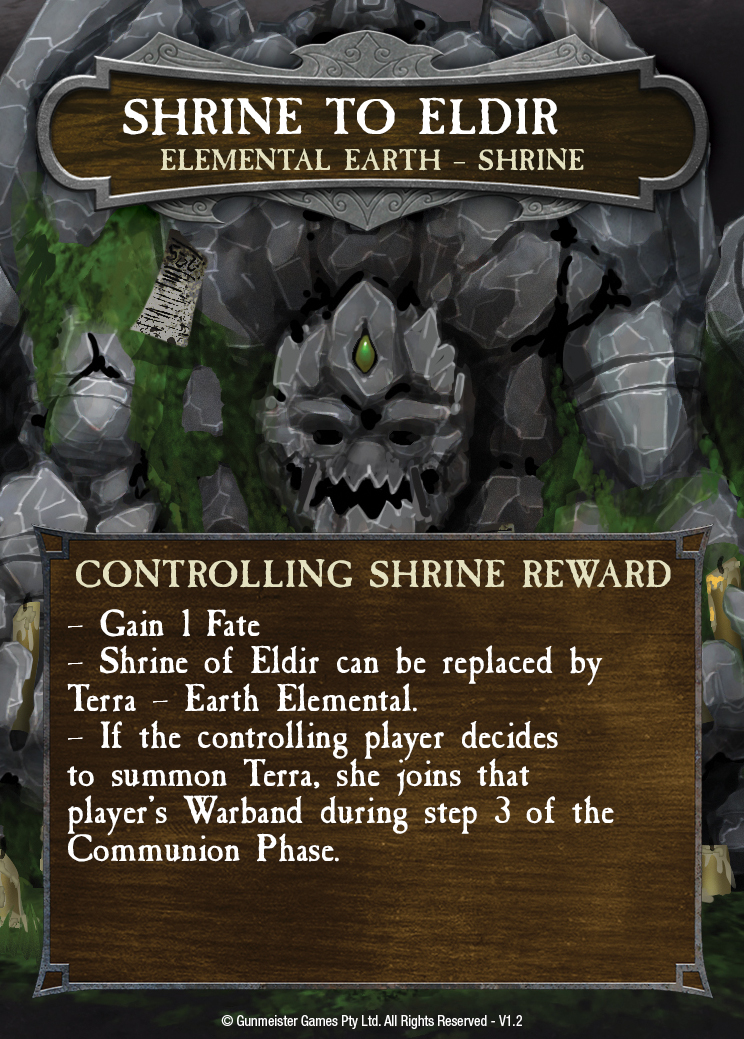 SHRINE TO ELDIR
ELEMENTAL EARTH – SHRINE
CONTROLLING SHRINE REWARD
– Gain 1 Fate
– Shrine of Eldir can be replaced by
Terra – Earth Elemental.
– If the controlling player decides
to summon Terra, she joins that
player's Warband during step 3 of the
Communion Phase.
© Gunmeister Games Pty Ltd. All Rights Reserved - V1.2